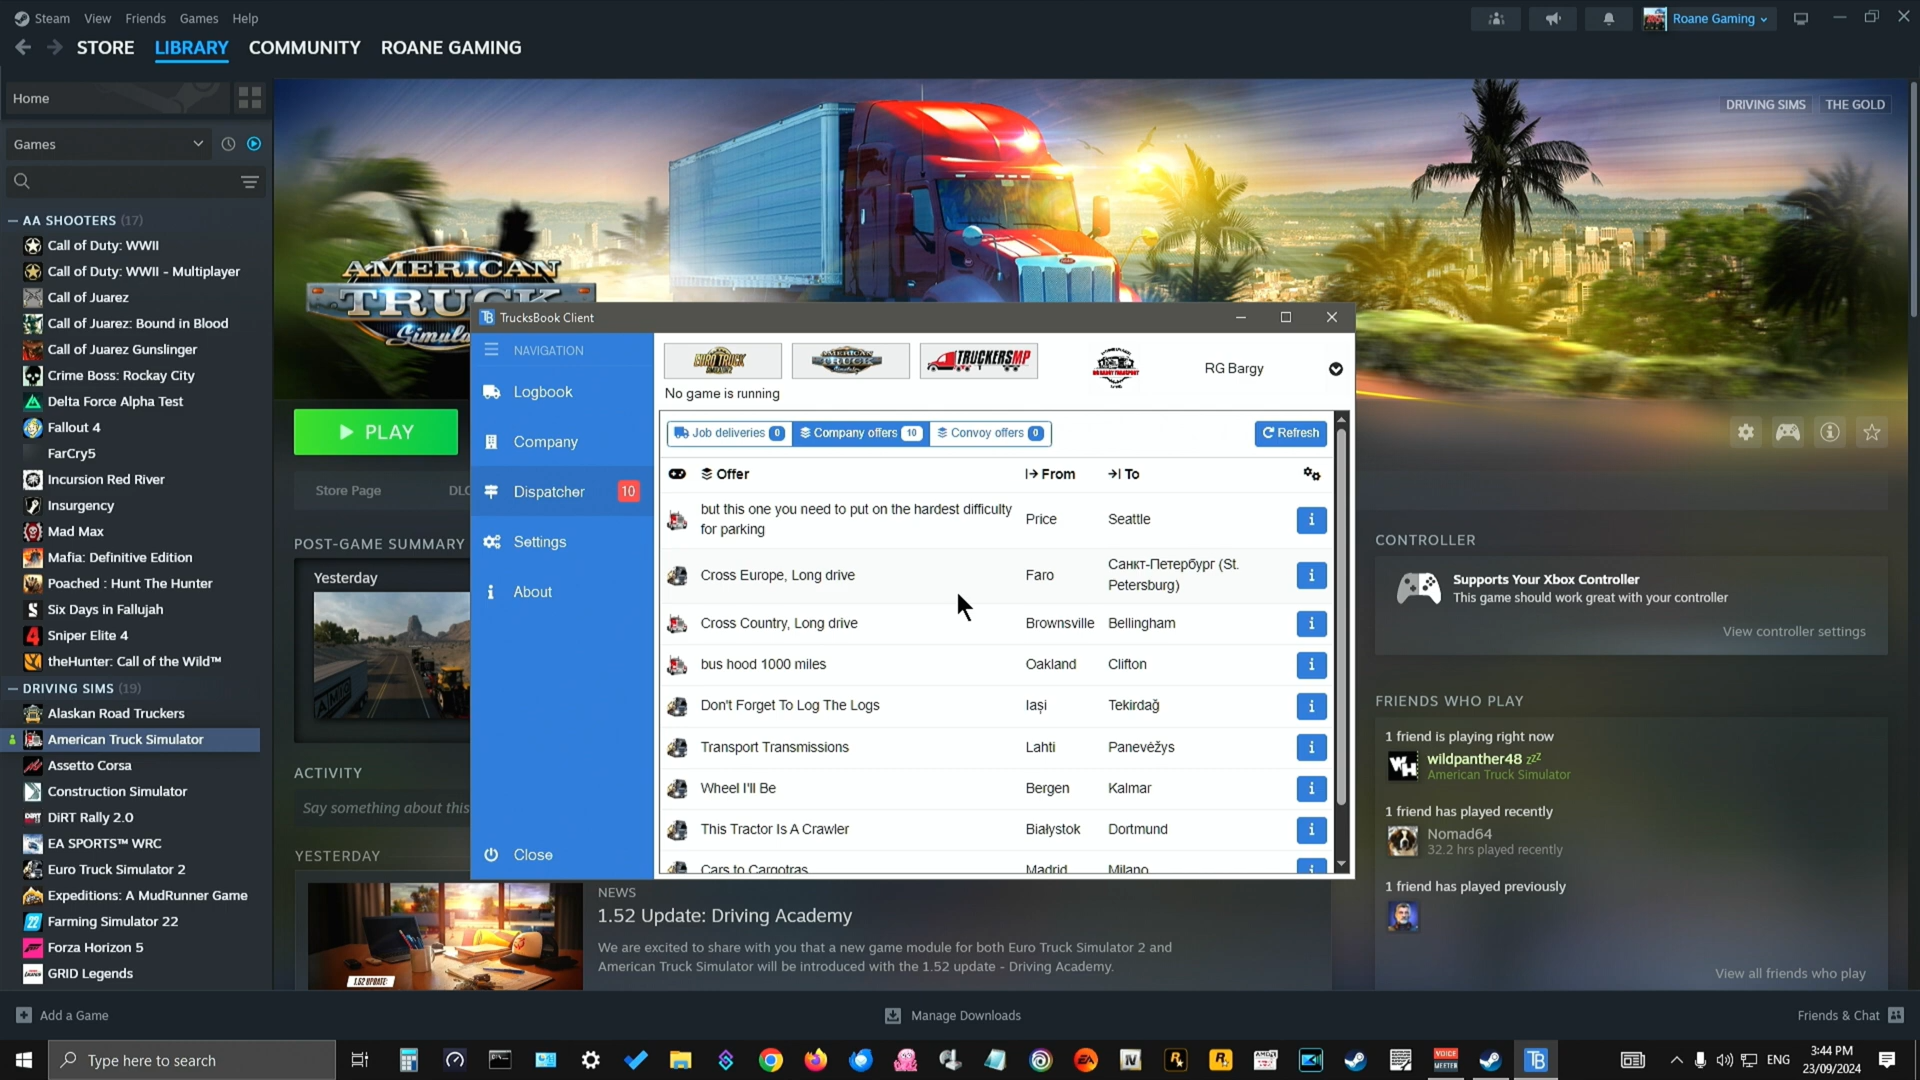 Steam View Friends Games Help
Roane Gaming
STORE LIBRARY COMMUNITY ROANE GAMING
Home
Games
AA SHOOTERS (17)
Call of Duty: WWII
Call of Duty: WWII - Multiplayer
Call of Juarez
Call of Juarez: Bound in Blood
Call of Juarez Gunslinger
Crime Boss: Rockay City
Delta Force Alpha Test
Fallout 4
FarCry5
Incursion Red River
Insurgency
Mad Max
Mafia: Definitive Edition
Poached : Hunt The Hunter
Six Days in Fallujah
Sniper Elite 4
theHunter: Call of the Wild™
DRIVING SIMS (19)
Alaskan Road Truckers
American Truck Simulator
Assetto Corsa
Construction Simulator
DiRT Rally 2.0
EA SPORTS™ WRC
Euro Truck Simulator 2
Expeditions: A MudRunner Game
Farming Simulator 22
Forza Horizon 5
GRID Legends
Add a Game
DRIVING SIMS THE GOLD
AMERICAN
TRUCK
Simula
PLAY
Store Page DLC
POST-GAME SUMMARY
Yesterday
ACTIVITY
Say something about this
YESTERDAY
1.52 UPDATE:
NEWS
1.52 Update: Driving Academy
We are excited to share with you that a new game module for both Euro Truck Simulator 2 and
American Truck Simulator will be introduced with the 1.52 update - Driving Academy.
TrucksBook Client
NAVIGATION
Logbook
Company
Dispatcher 10
Settings
About
Close
EURO TRUCK
AMERICAN TRUCK Simulator
TRUCKERSMP
RG BARGY TRANSPORT
RG Bargy
No game is running
Job deliveries 0 Company offers 10 Convoy offers 0 Refresh
Offer From To
but this one you need to put on the hardest difficulty
for parking
Price Seattle
Cross Europe, Long drive Faro Санкт-Петербург (St.
Petersburg)
Cross Country, Long drive Brownsville Bellingham
bus hood 1000 miles Oakland Clifton
Don't Forget To Log The Logs Iași Tekirdağ
Transport Transmissions Lahti Panevėžys
Wheel I'll Be Bergen Kalmar
This Tractor Is A Crawler Białystok Dortmund
Cars to Cargotras Madrid Milano
CONTROLLER
Supports Your Xbox Controller
This game should work great with your controller
View controller settings
FRIENDS WHO PLAY
1 friend is playing right now
wildpanther48 zzz
American Truck Simulator
1 friend has played recently
Nomad64
32.2 hrs played recently
1 friend has played previously
View all friends who play
Manage Downloads
Friends & Chat
Type here to search
ENG
3:44 PM
23/09/2024